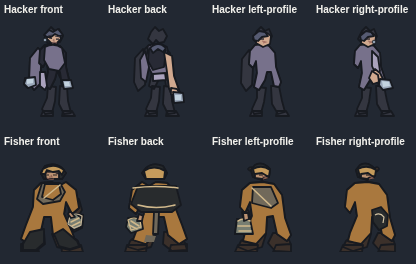 Hacker front
Hacker back
Hacker left-profile
Hacker right-profile
Fisher front
Fisher back
Fisher left-profile
Fisher right-profile